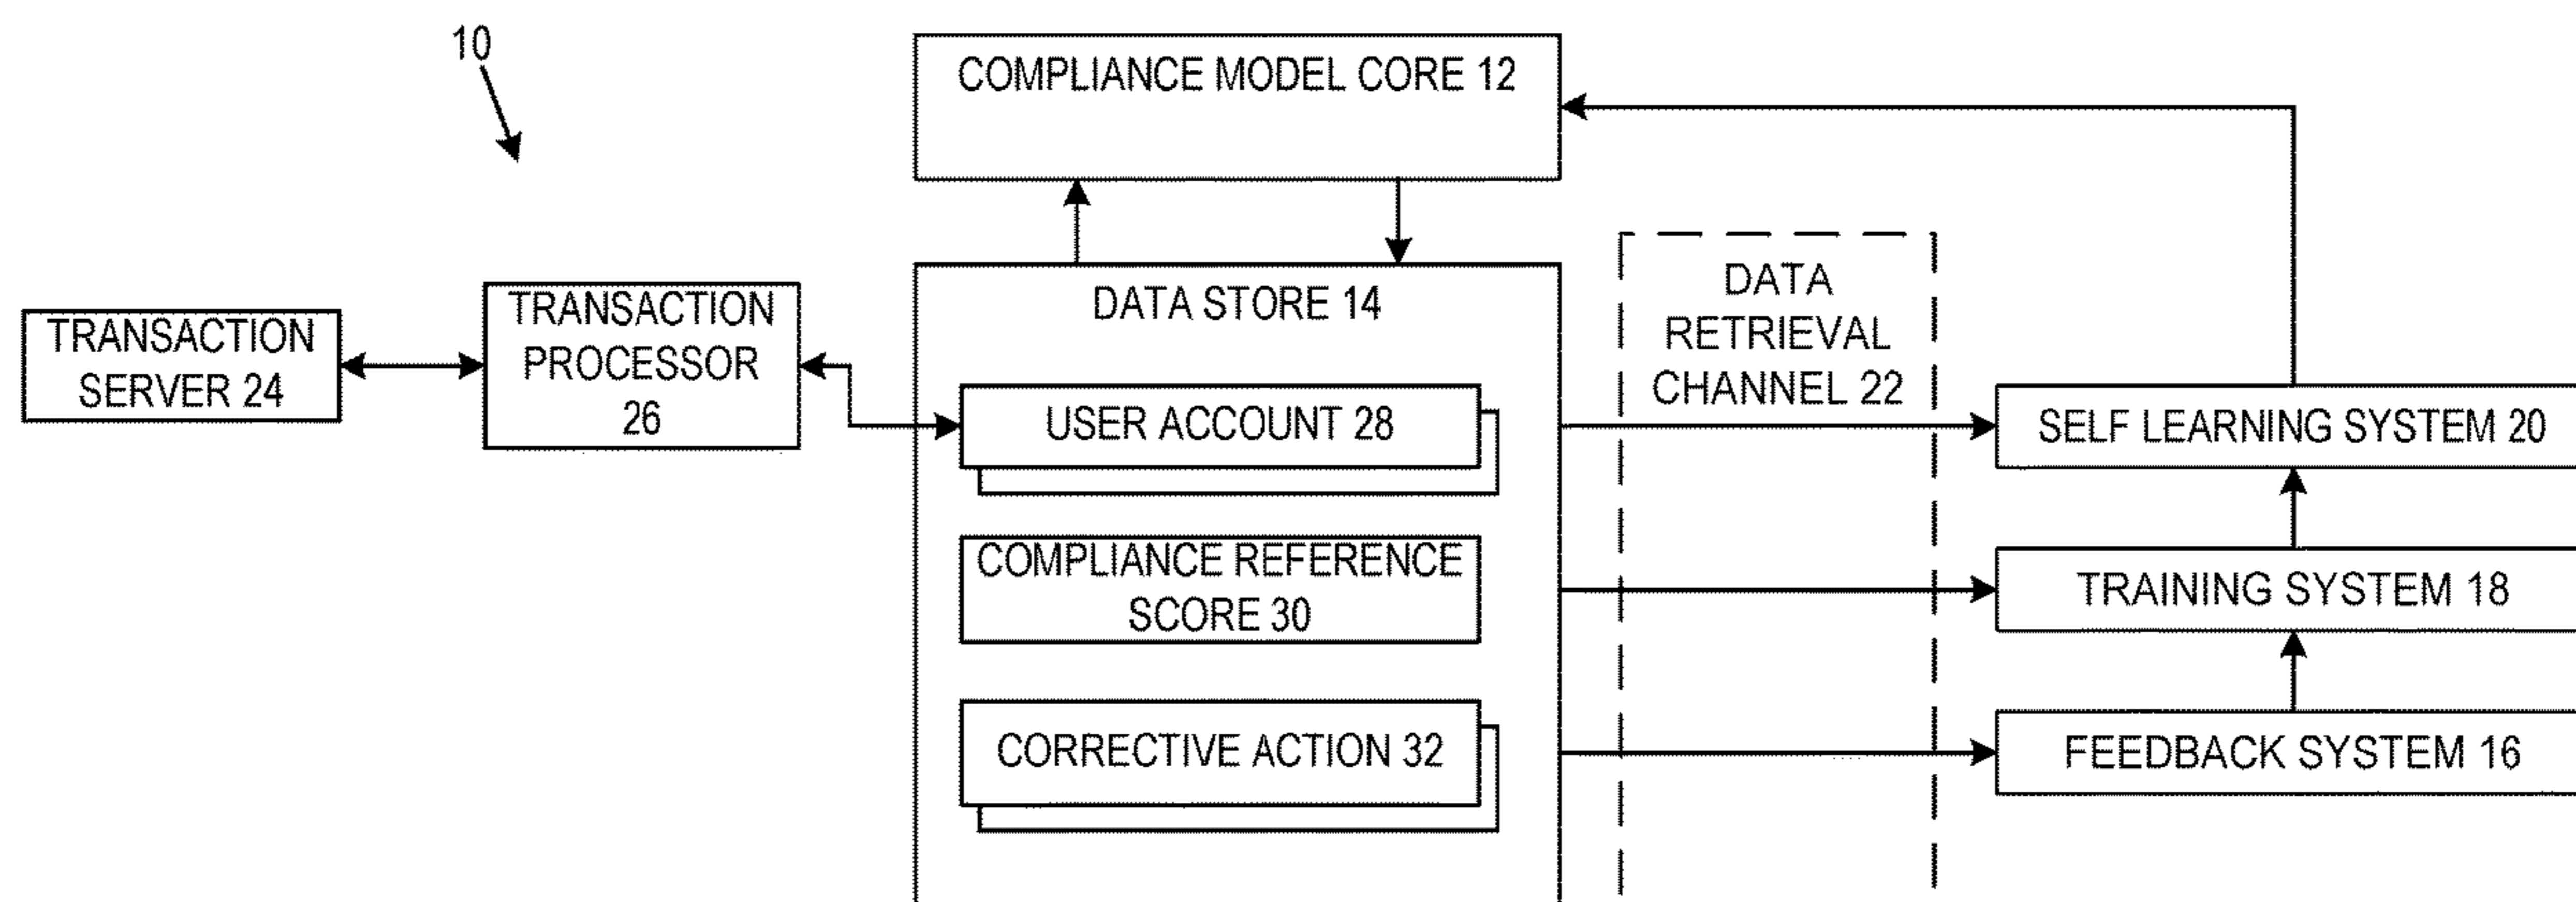 10
COMPLIANCE MODEL CORE 12
TRANSACTION
SERVER 24
TRANSACTION
PROCESSOR
26
DATA STORE 14
USER ACCOUNT 28
COMPLIANCE REFERENCE
SCORE 30
CORRECTIVE ACTION 32
DATA
RETRIEVAL
CHANNEL 22
SELF LEARNING SYSTEM 20
TRAINING SYSTEM 18
FEEDBACK SYSTEM 16